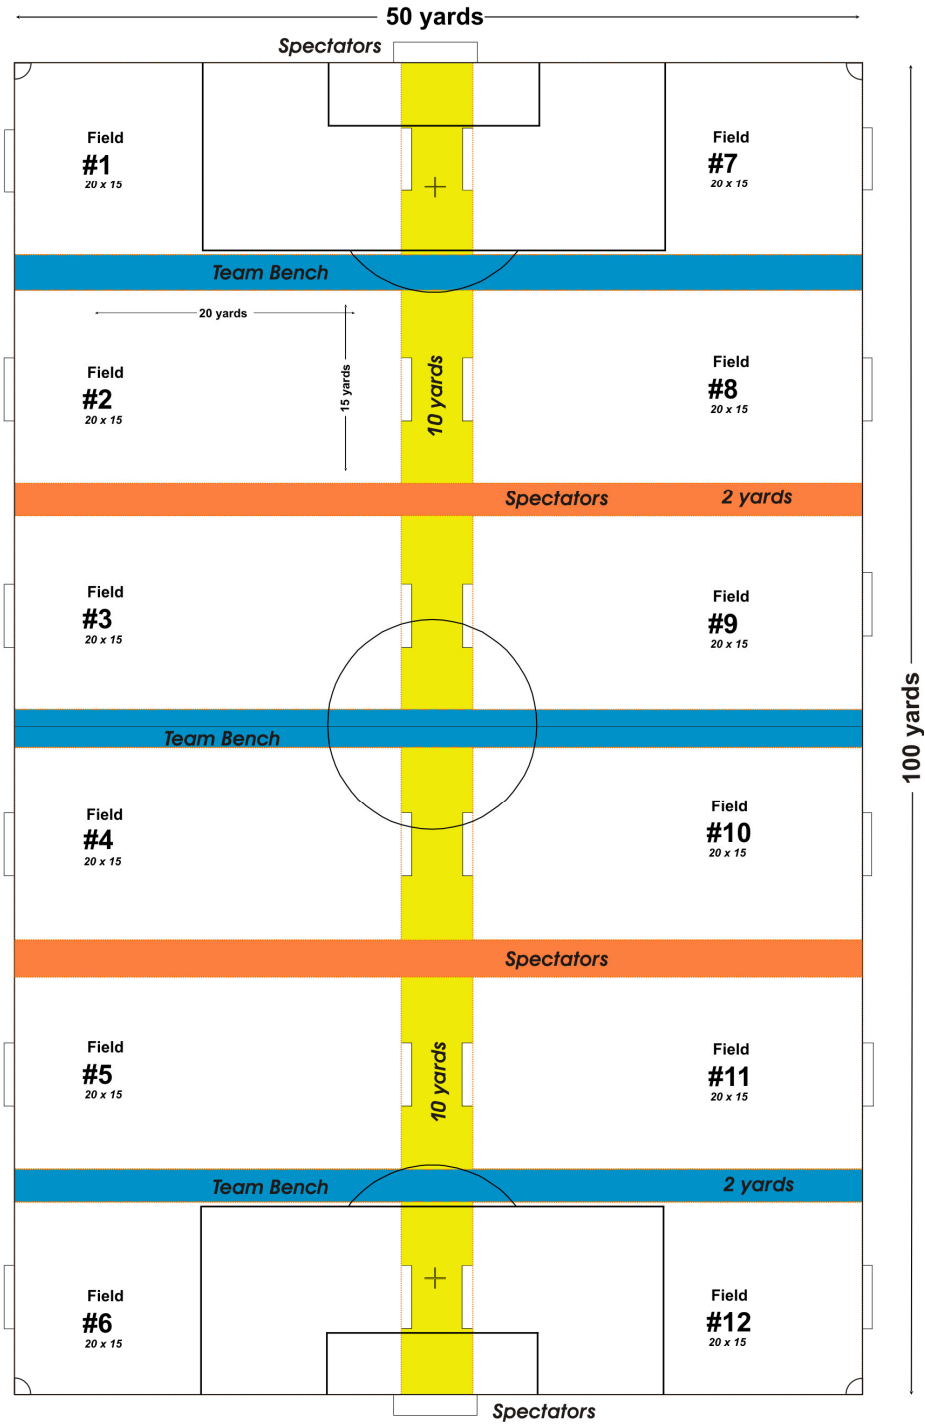 50 yards
Spectators
Field
#1
20 x 15
Field
#7
20 x 15
Team Bench
20 yards
15 yards
Field
#2
20 x 15
10 yards
Field
#8
20 x 15
Spectators
2 yards
Field
#3
20 x 15
Field
#9
20 x 15
100 yards
Team Bench
Field
#4
20 x 15
Field
#10
20 x 15
Spectators
Field
#5
20 x 15
10 yards
Field
#11
20 x 15
Team Bench
2 yards
Field
#6
20 x 15
Field
#12
20 x 15
Spectators